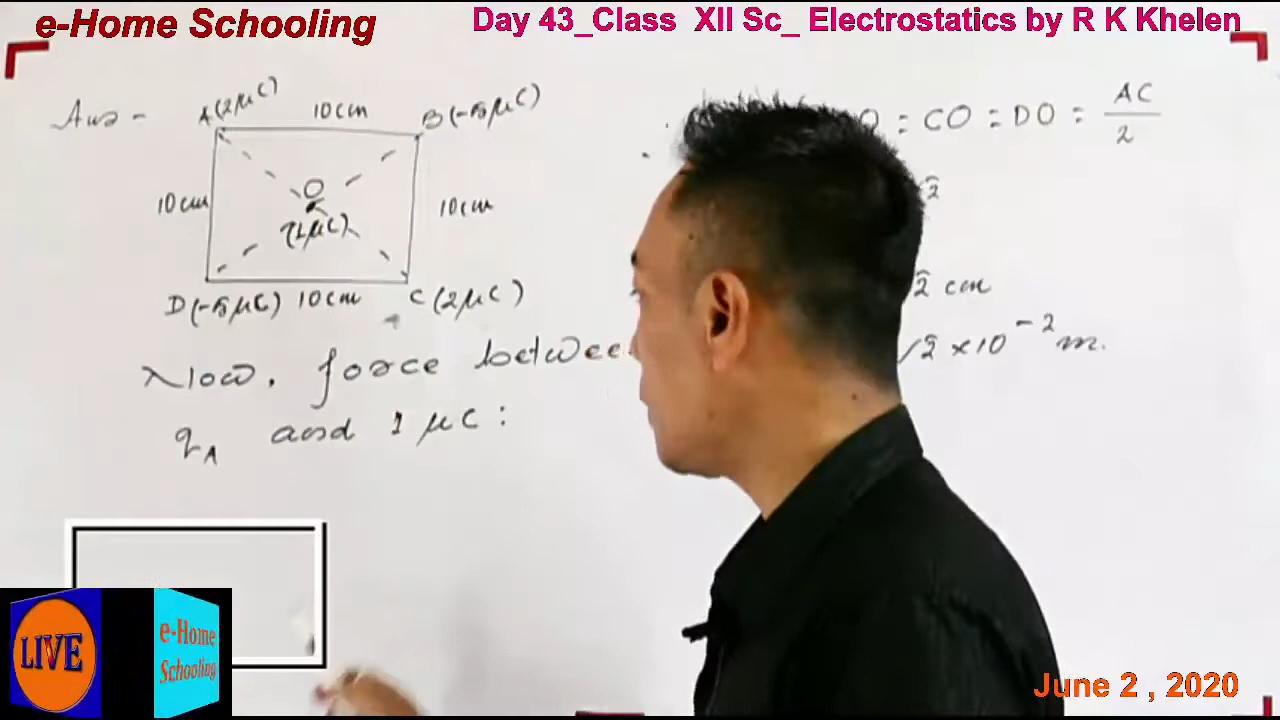 e-Home Schooling
Day 43_Class XII Sc_ Electrostatics by R K Khelen
Ans -
A(2μC)
10cm
B(-5μC)
10cm
O
(1μC)
10cm
D(-5μC)
10cm
C(2μC)
= CO = DO = AC/2
2 cm
√2 × 10⁻² m.
Now, force
qA and 1 μC :
LIVE
e-Home
Schooling
June 2 , 2020